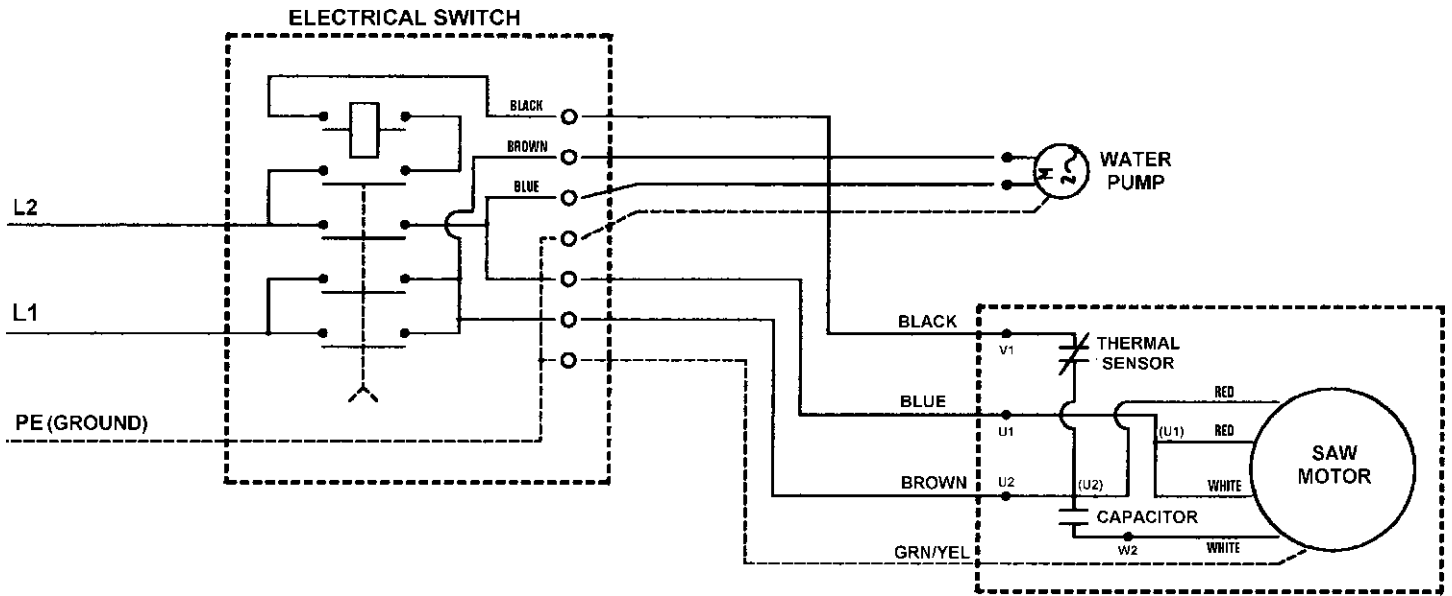 ELECTRICAL SWITCH
BLACK
BROWN
BLUE
WATER
PUMP
M
2
L2
L1
PE (GROUND)
BLACK
V1
THERMAL
SENSOR
BLUE
U1
RED
(U1)
RED
SAW
MOTOR
BROWN
U2
(U2)
WHITE
CAPACITOR
W2
WHITE
GRN/YEL